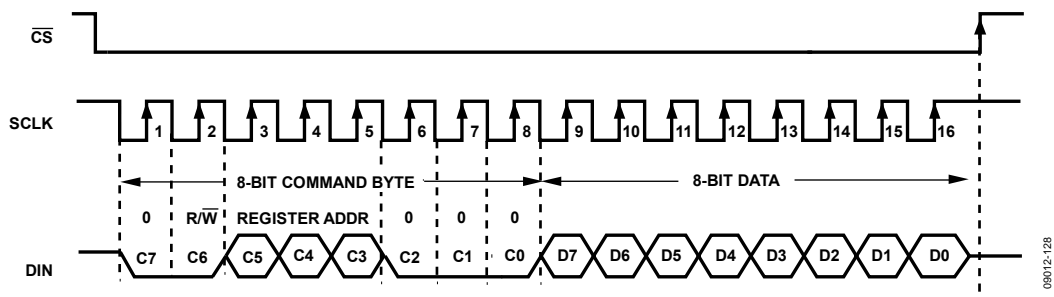 CS
SCLK
1 2 3 4 5 6 7 8 9 10 11 12 13 14 15 16
8-BIT COMMAND BYTE 8-BIT DATA
0 R/W REGISTER ADDR 0 0 0
DIN C7 C6 C5 C4 C3 C2 C1 C0 D7 D6 D5 D4 D3 D2 D1 D0
09012-128